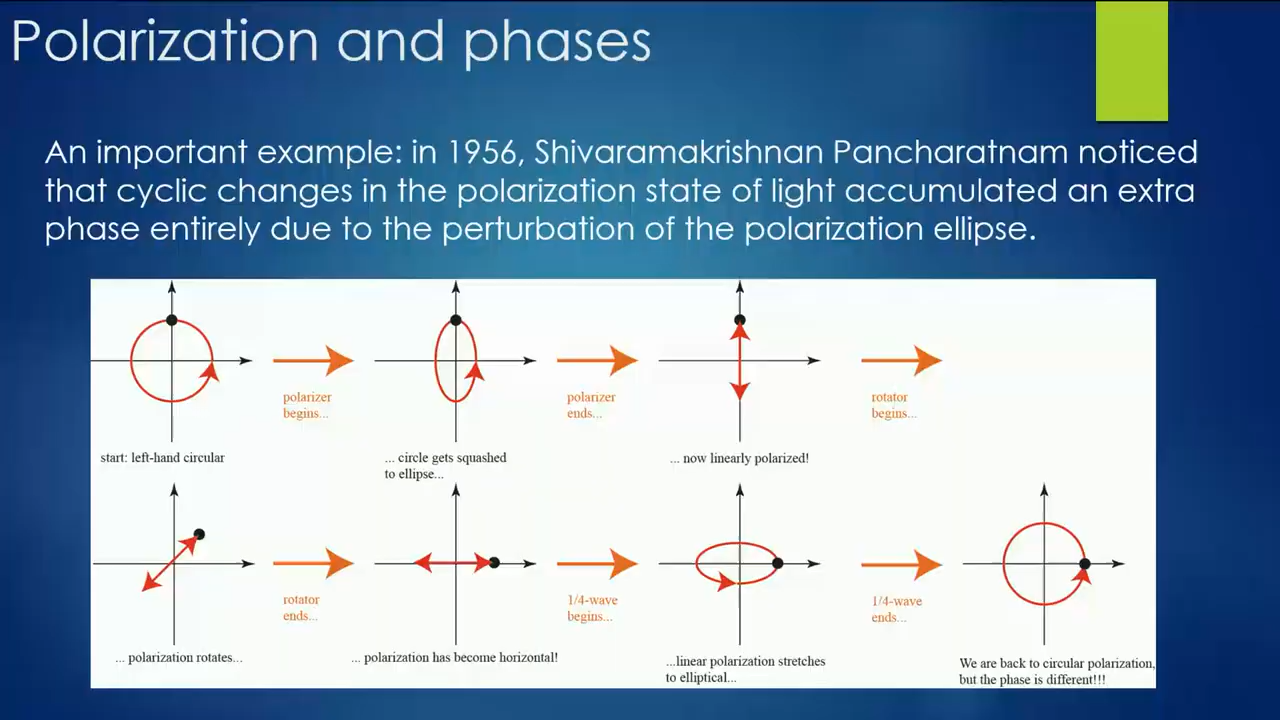 Polarization and phases
An important example: in 1956, Shivaramakrishnan Pancharatnam noticed
that cyclic changes in the polarization state of light accumulated an extra
phase entirely due to the perturbation of the polarization ellipse.
polarizer
begins...
polarizer
ends...
rotator
begins...
start: left-hand circular
... circle gets squashed
to ellipse...
... now linearly polarized!
rotator
ends...
1/4-wave
begins...
1/4-wave
ends...
... polarization rotates...
... polarization has become horizontal!
...linear polarization stretches
to elliptical...
We are back to circular polarization,
but the phase is different!!!